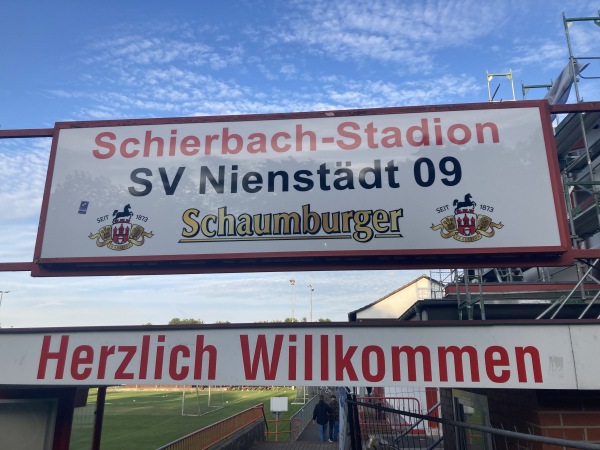 Schierbach-Stadion
SV Nienstädt 09
SEIT 1873 Schaumburger SEIT 1873
Herzlich Willkommen